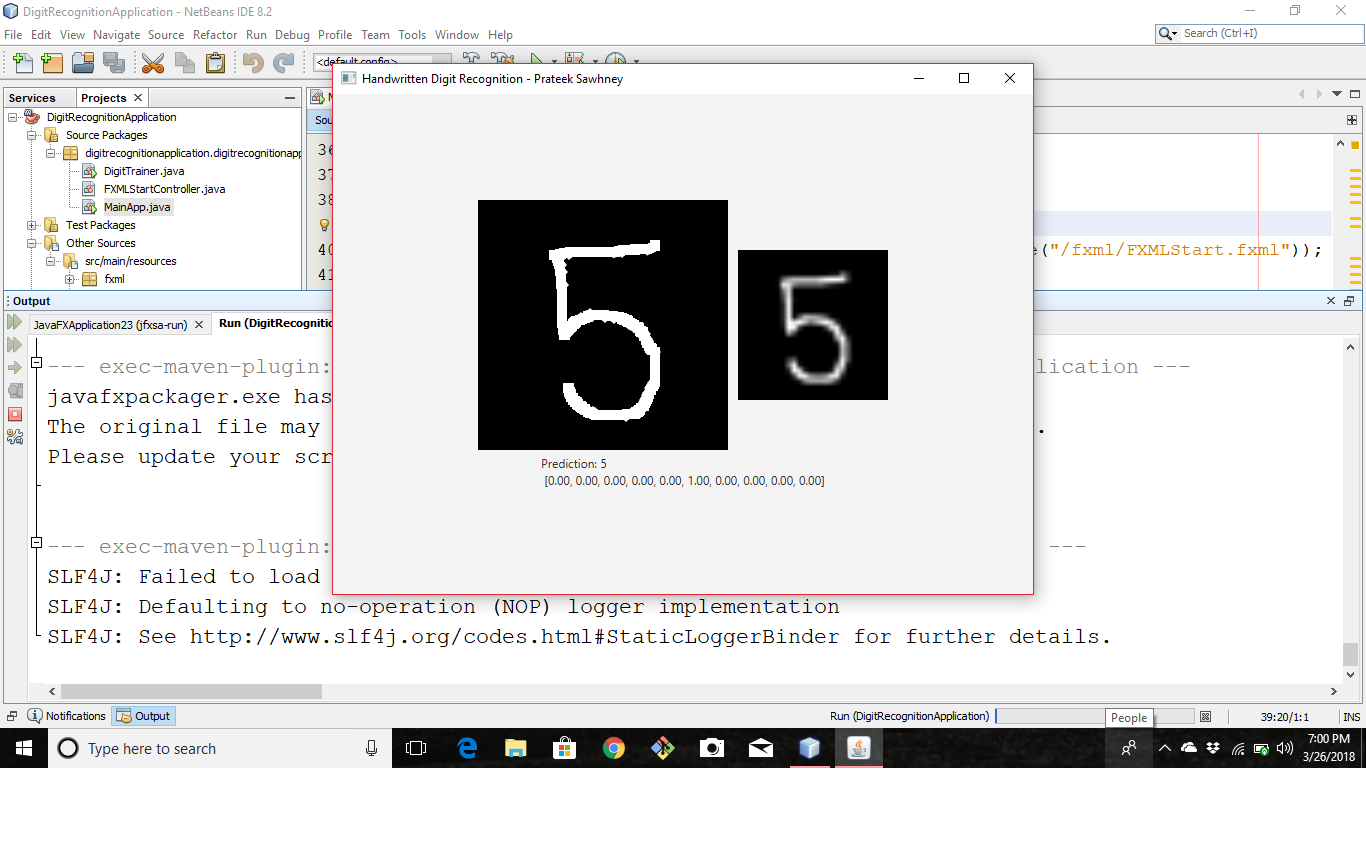 DigitRecognitionApplication - NetBeans IDE 8.2
File Edit View Navigate Source Refactor Run Debug Profile Team Tools Window Help
Search (Ctrl+I)
<default config>
Handwritten Digit Recognition - Prateek Sawhney
Services Projects
DigitRecognitionApplication
Source Packages
digitrecognitionapplication.digitrecognitionapp
DigitTrainer.java
FXMLStartController.java
MainApp.java
Test Packages
Other Sources
src/main/resources
fxml
Sou
36
37
38
40
41
("/fxml/FXMLStart.fxml"));
5
5
Prediction: 5
[0.00, 0.00, 0.00, 0.00, 0.00, 1.00, 0.00, 0.00, 0.00, 0.00]
Output
JavaFXApplication23 (jfxsa-run) Run (DigitRecognitio
--- exec-maven-plugin: lication ---
javafxpackager.exe has
The original file may .
Please update your scr
--- exec-maven-plugin: ---
SLF4J: Failed to load
SLF4J: Defaulting to no-operation (NOP) logger implementation
SLF4J: See http://www.slf4j.org/codes.html#StaticLoggerBinder for further details.
Notifications Output Run (DigitRecognitionApplication) 39:20/1:1 INS
People
Type here to search
7:00 PM
3/26/2018